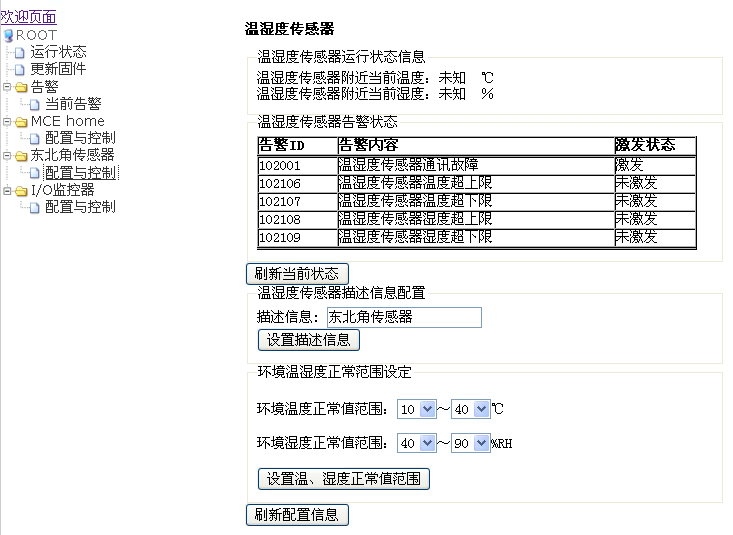 欢迎页面
ROOT
运行状态
更新固件
告警
当前告警
MCE home
配置与控制
东北角传感器
配置与控制
I/O监控器
配置与控制
温湿度传感器
温湿度传感器运行状态信息
温湿度传感器附近当前温度：未知 ℃
温湿度传感器附近当前湿度：未知 %
温湿度传感器告警状态
告警ID 告警内容 激发状态
102001 温湿度传感器通讯故障 激发
102106 温湿度传感器温度超上限 未激发
102107 温湿度传感器温度超下限 未激发
102108 温湿度传感器湿度超上限 未激发
102109 温湿度传感器湿度超下限 未激发
刷新当前状态
温湿度传感器描述信息配置
描述信息：东北角传感器
设置描述信息
环境温湿度正常范围设定
环境温度正常值范围：10～40℃
环境湿度正常值范围：40～90%RH
设置温、湿度正常值范围
刷新配置信息